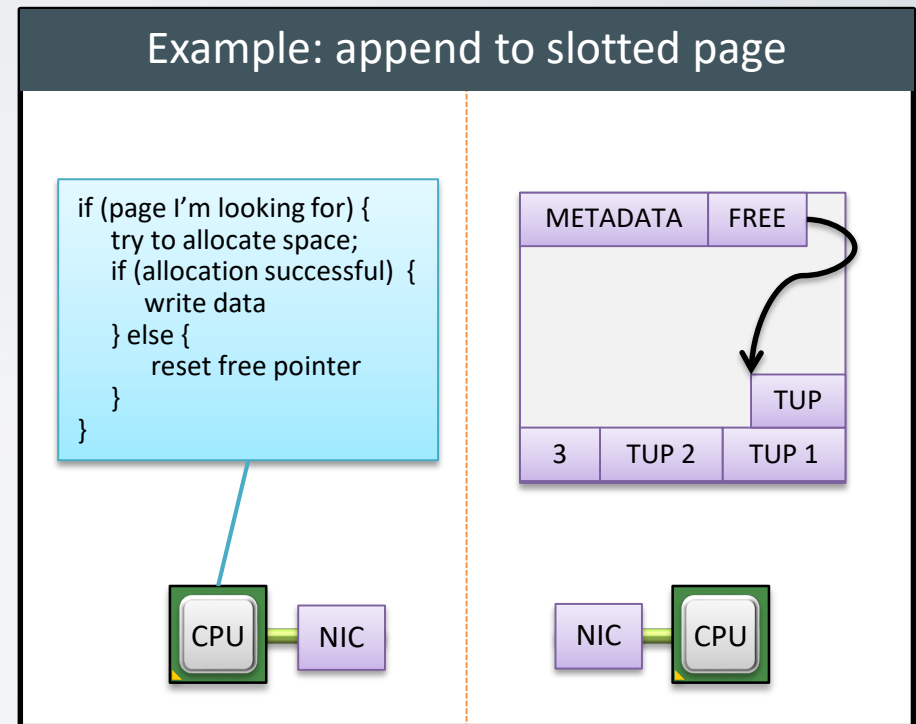 Example: append to slotted page
if (page I’m looking for) {
try to allocate space;
if (allocation successful) {
write data
} else {
reset free pointer
}
}
METADATA FREE
TUP
3 TUP 2 TUP 1
CPU NIC
NIC CPU